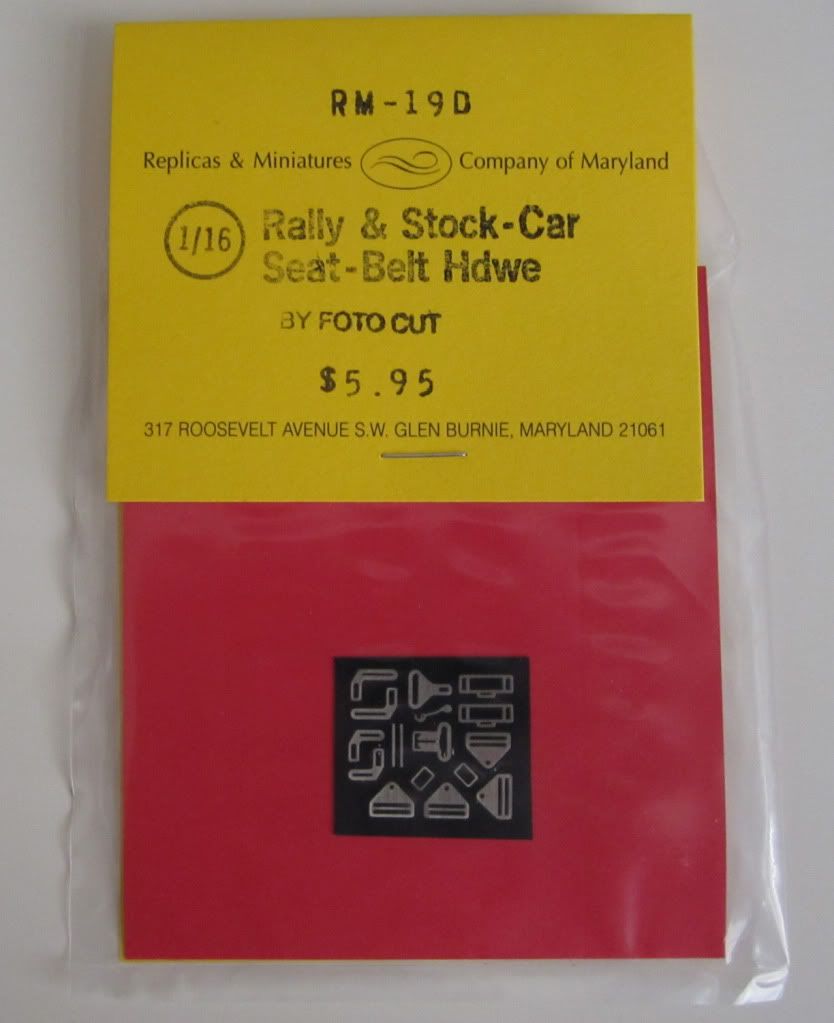 RM-19D
Replicas & Miniatures Company of Maryland
1/16 Rally & Stock-Car
Seat-Belt Hdwe
BY FOTO CUT
$5.95
317 ROOSEVELT AVENUE S.W. GLEN BURNIE, MARYLAND 21061